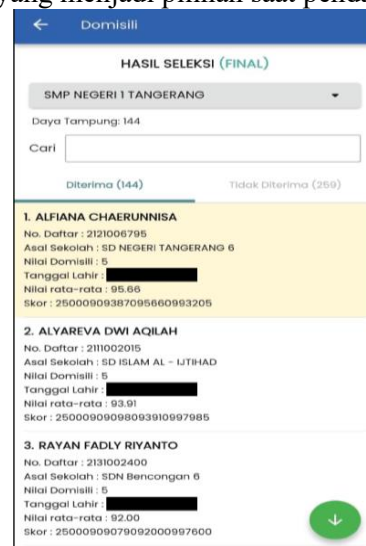 yang menjadi pilihan saat
Domisili
HASIL SELEKSI (FINAL)
SMP NEGERI 1 TANGERANG
Daya Tampung: 144
Cari
Diterima (144) Tidak Diterima (259)
1. ALFIANA CHAERUNNISA
No. Daftar : 2121006795
Asal Sekolah : SD NEGERI TANGERANG 6
Nilai Domisili : 5
Tanggal Lahir :
Nilai rata-rata : 95.66
Skor : 25000909387095660993205
2. ALYAREVA DWI AQILAH
No. Daftar : 2111002015
Asal Sekolah : SD ISLAM AL - IJTIHAD
Nilai Domisili : 5
Tanggal Lahir :
Nilai rata-rata : 93.91
Skor : 25000909098093910997985
3. RAYAN FADLY RIYANTO
No. Daftar : 2131002400
Asal Sekolah : SDN Bencongan 6
Nilai Domisili : 5
Tanggal Lahir :
Nilai rata-rata : 92.00
Skor : 25000909079092000997600